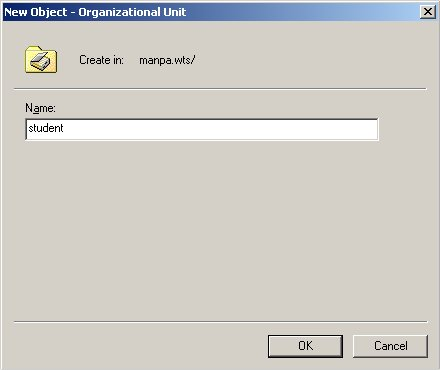 New Object - Organizational Unit
Create in: manpa.wts/
Name:
student
OK Cancel